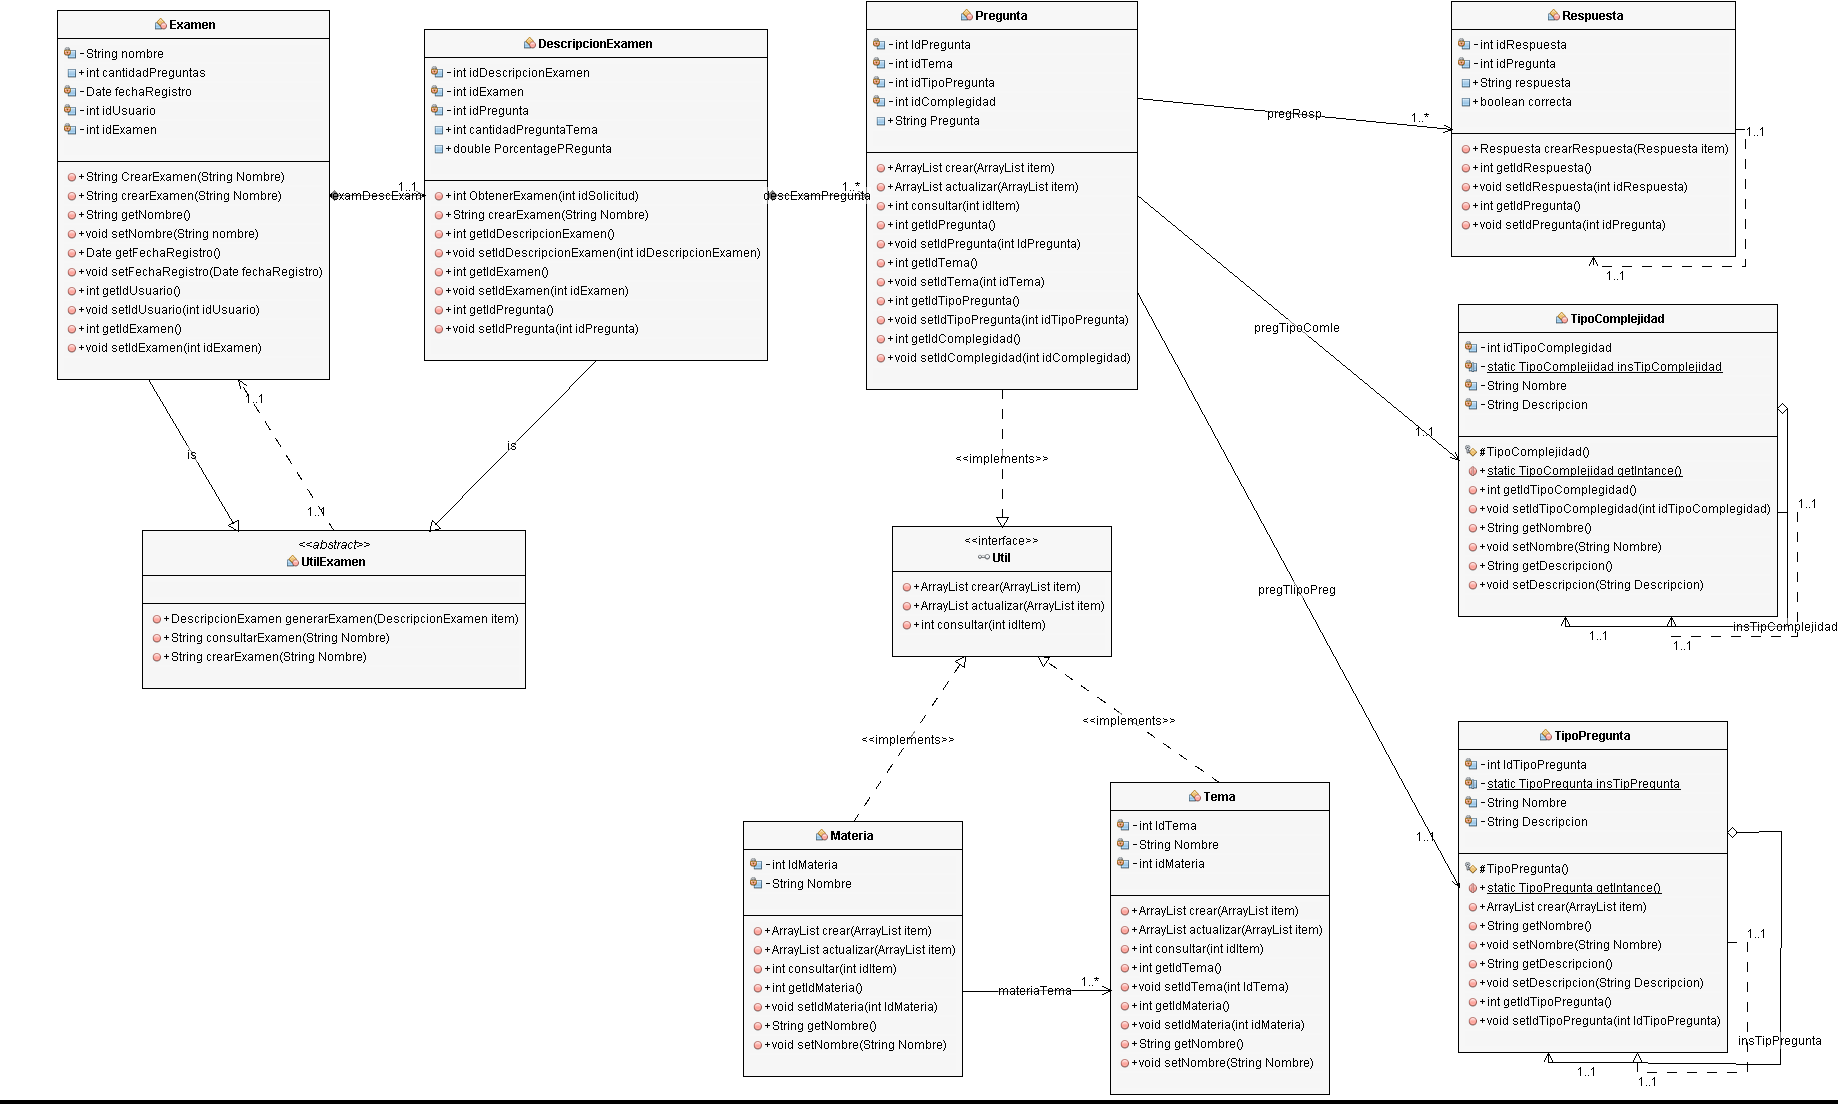 Examen
- String nombre
+ int cantidadPreguntas
- Date fechaRegistro
- int idUsuario
- int idExamen
+ String CrearExamen(String Nombre)
+ String crearExamen(String Nombre)
+ String getNombre()
+ void setNombre(String nombre)
+ Date getFechaRegistro()
+ void setFechaRegistro(Date fechaRegistro)
+ int getIdUsuario()
+ void setIdUsuario(int idUsuario)
+ int getIdExamen()
+ void setIdExamen(int idExamen)
examDescExam
1..1
DescripcionExamen
- int idDescripcionExamen
- int idExamen
- int idPregunta
+ int cantidadPreguntaTema
+ double PorcentagePRegunta
+ int ObtenerExamen(int idSolicitud)
+ String crearExamen(String Nombre)
+ int getIdDescripcionExamen()
+ void setIdDescripcionExamen(int idDescripcionExamen)
+ int getIdExamen()
+ void setIdExamen(int idExamen)
+ int getIdPregunta()
+ void setIdPregunta(int idPregunta)
descExamPregunta
1..*
Pregunta
- int IdPregunta
- int idTema
- int idTipoPregunta
- int idComplegidad
+ String Pregunta
+ ArrayList crear(ArrayList item)
+ ArrayList actualizar(ArrayList item)
+ int consultar(int idItem)
+ int getIdPregunta()
+ void setIdPregunta(int IdPregunta)
+ int getIdTema()
+ void setIdTema(int idTema)
+ int getIdTipoPregunta()
+ void setIdTipoPregunta(int idTipoPregunta)
+ int getIdComplegidad()
+ void setIdComplegidad(int idComplegidad)
pregResp
1..*
Respuesta
- int idRespuesta
- int idPregunta
+ String respuesta
+ boolean correcta
+ Respuesta crearRespuesta(Respuesta item)
+ int getIdRespuesta()
+ void setIdRespuesta(int idRespuesta)
+ int getIdPregunta()
+ void setIdPregunta(int idPregunta)
1..1
1..1
pregTipoComle
1..1
TipoComplejidad
- int idTipoComplegidad
- static TipoComplejidad insTipComplejidad
- String Nombre
- String Descripcion
# TipoComplejidad()
+ static TipoComplejidad getIntance()
+ int getIdTipoComplegidad()
+ void setIdTipoComplegidad(int idTipoComplegidad)
+ String getNombre()
+ void setNombre(String Nombre)
+ String getDescripcion()
+ void setDescripcion(String Descripcion)
1..1
insTipComplejidad
1..1
1..1
is
1..1
1..1
is
<<abstract>>
UtilExamen
+ DescripcionExamen generarExamen(DescripcionExamen item)
+ String consultarExamen(String Nombre)
+ String crearExamen(String Nombre)
<<implements>>
<<interface>>
Util
+ ArrayList crear(ArrayList item)
+ ArrayList actualizar(ArrayList item)
+ int consultar(int idItem)
<<implements>>
<<implements>>
pregTIipoPreg
1..1
Materia
- int IdMateria
- String Nombre
+ ArrayList crear(ArrayList item)
+ ArrayList actualizar(ArrayList item)
+ int consultar(int idItem)
+ int getIdMateria()
+ void setIdMateria(int IdMateria)
+ String getNombre()
+ void setNombre(String Nombre)
materiaTema
1..*
Tema
- int IdTema
- String Nombre
- int idMateria
+ ArrayList crear(ArrayList item)
+ ArrayList actualizar(ArrayList item)
+ int consultar(int idItem)
+ int getIdTema()
+ void setIdTema(int IdTema)
+ int getIdMateria()
+ void setIdMateria(int idMateria)
+ String getNombre()
+ void setNombre(String Nombre)
TipoPregunta
- int IdTipoPregunta
- static TipoPregunta insTipPregunta
- String Nombre
- String Descripcion
# TipoPregunta()
+ static TipoPregunta getIntance()
+ ArrayList crear(ArrayList item)
+ String getNombre()
+ void setNombre(String Nombre)
+ String getDescripcion()
+ void setDescripcion(String Descripcion)
+ int getIdTipoPregunta()
+ void setIdTipoPregunta(int IdTipoPregunta)
1..1
insTipPregunta
1..1
1..1